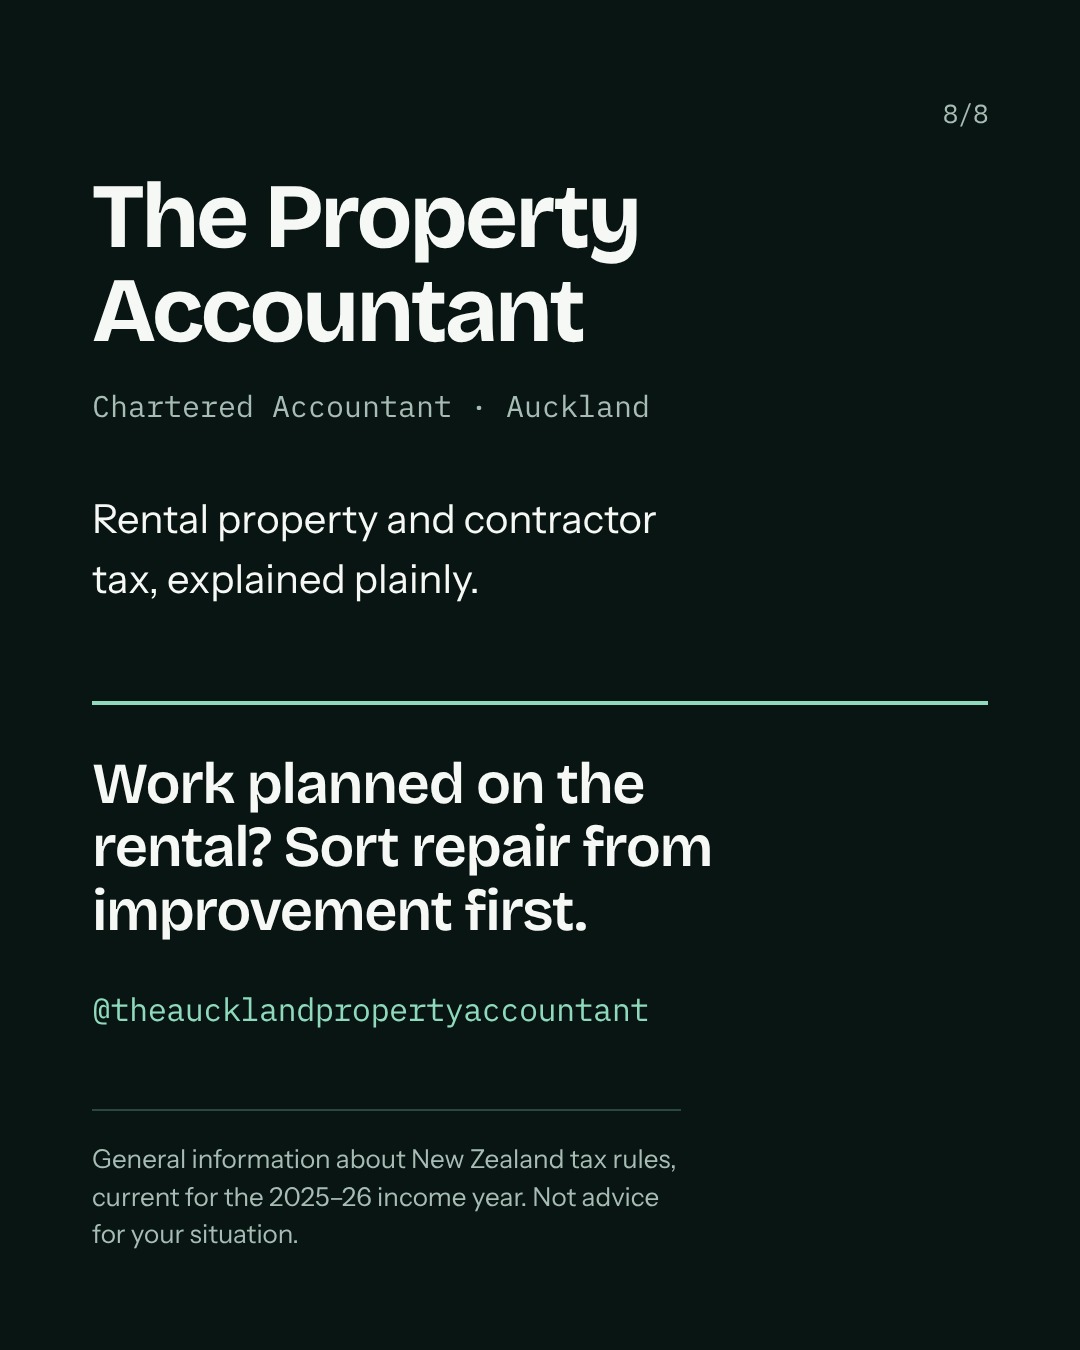 8/8
The Property
Accountant
Chartered Accountant · Auckland
Rental property and contractor
tax, explained plainly.
Work planned on the
rental? Sort repair from
improvement first.
@theaucklandpropertyaccountant
General information about New Zealand tax rules,
current for the 2025–26 income year. Not advice
for your situation.